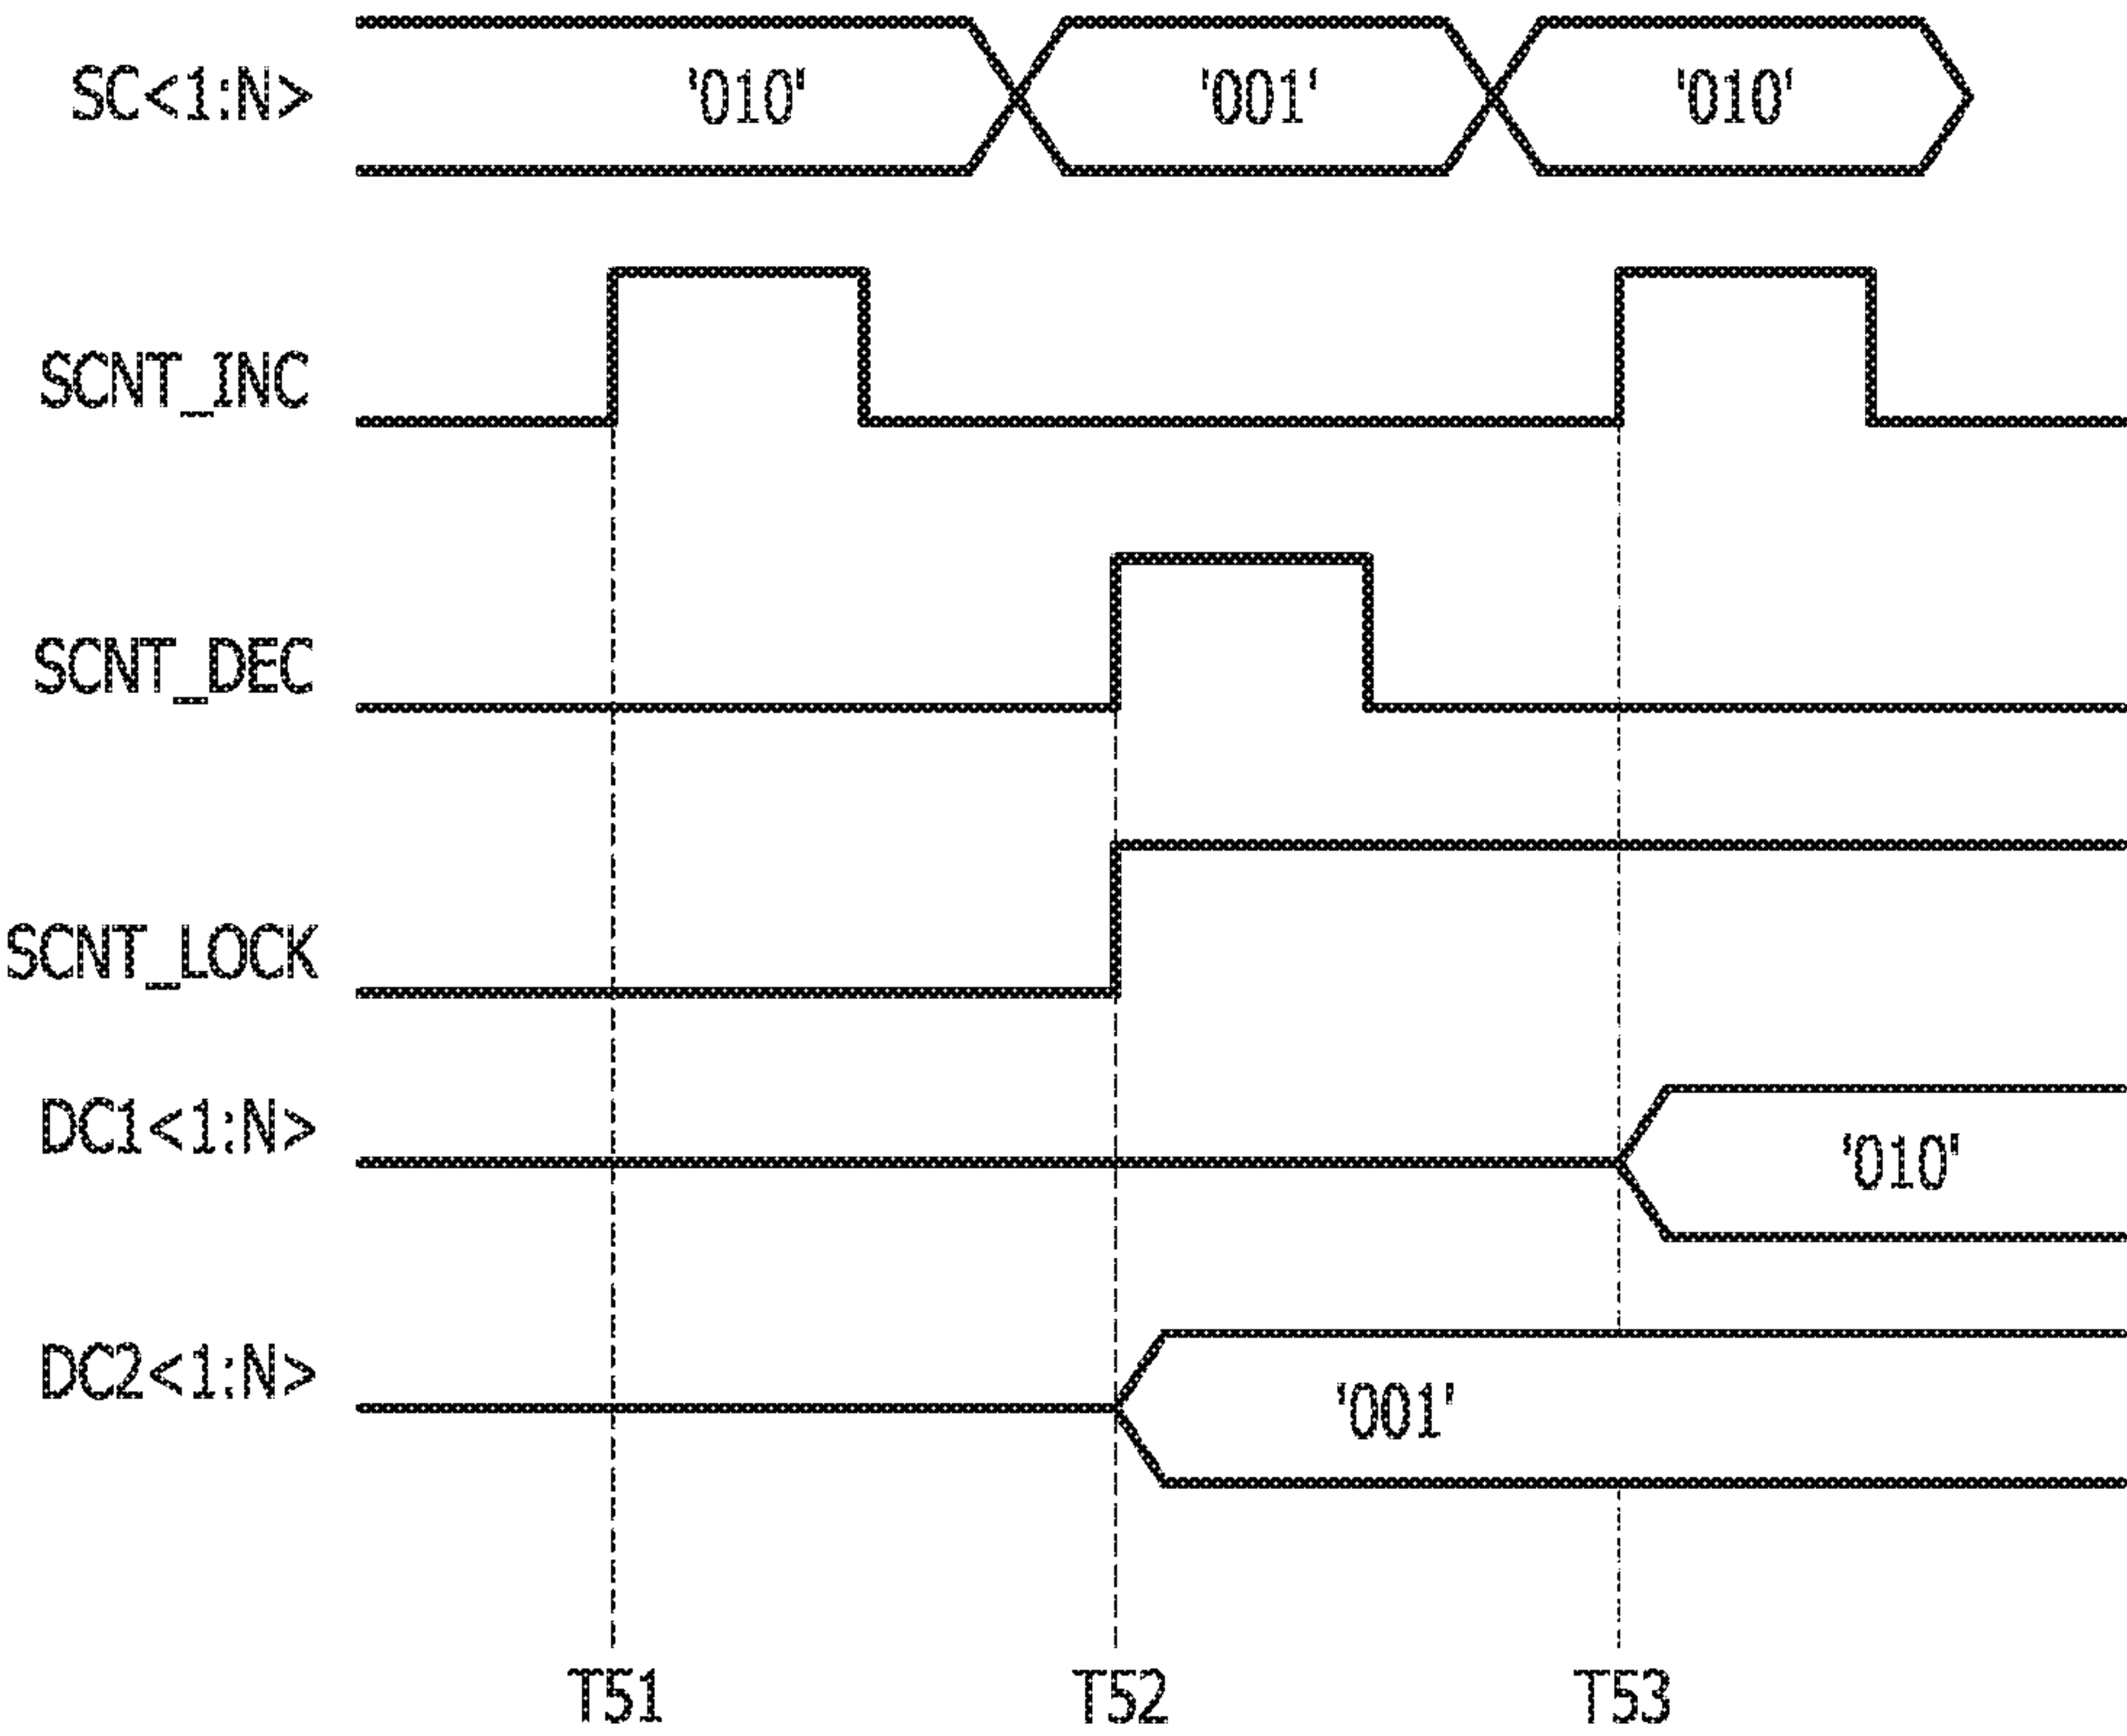 SC<1:N> '010' '001' '010'
SCNT_INC
SCNT_DEC
SCNT_LOCK
DC1<1:N> '010'
DC2<1:N> '001'
T51 T52 T53